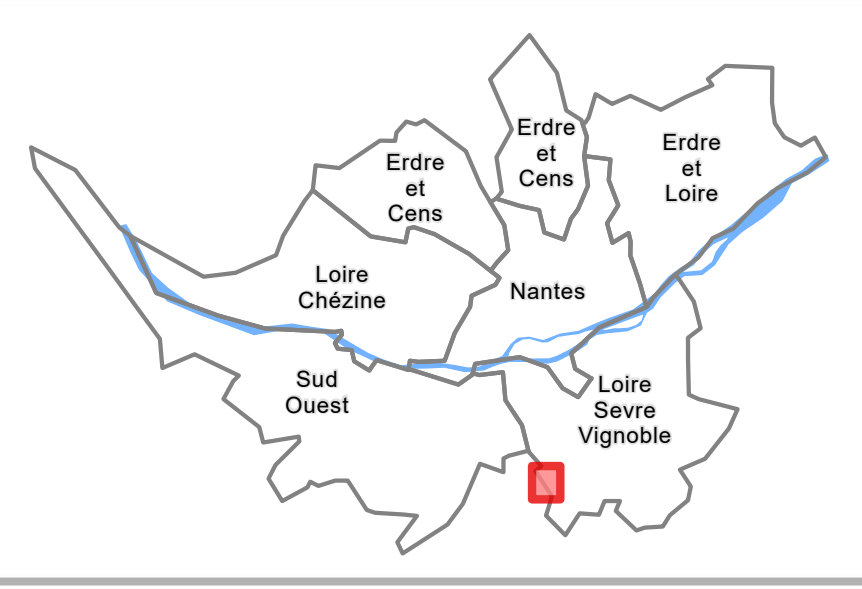 Erdre
et
Cens
Erdre
et
Cens
Erdre
et
Loire
Loire
Chézine
Nantes
Sud
Ouest
Loire
Sevre
Vignoble